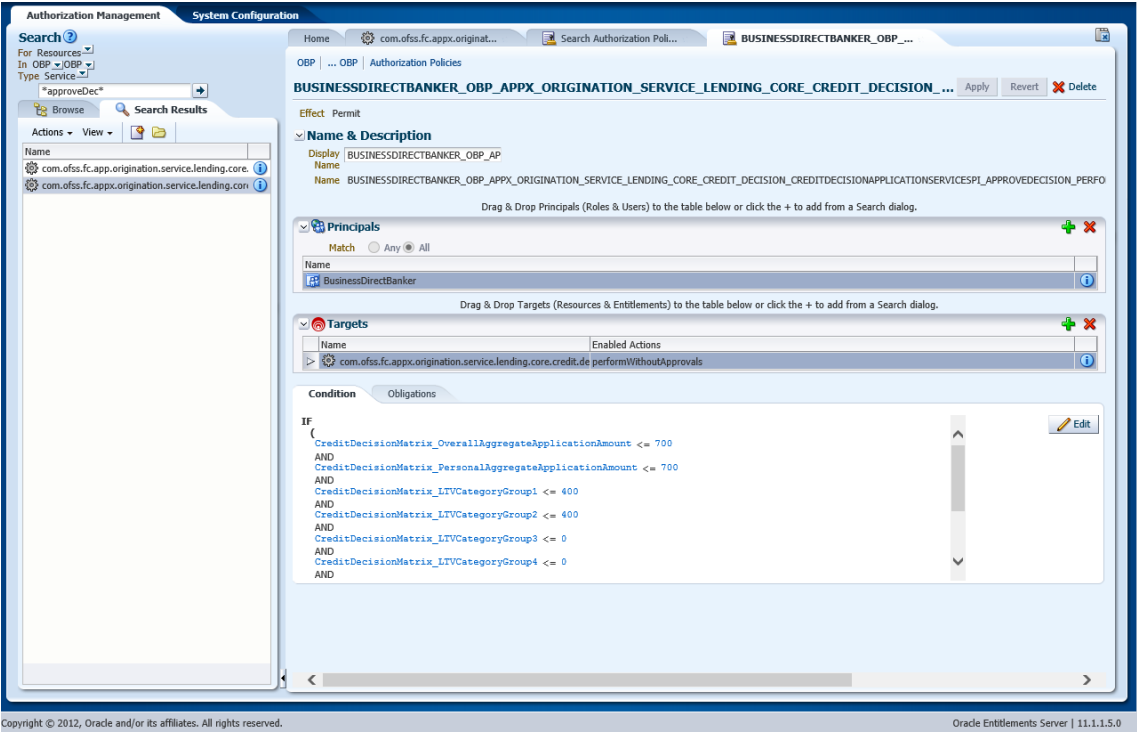 Authorization Management System Configuration
Search
For Resources
In OBP OBP
Type Service
*approveDec*
Browse Search Results
Actions View
Name
com.ofss.fc.app.origination.service.lending.core.
com.ofss.fc.appx.origination.service.lending.con
Home com.ofss.fc.appx.originat... Search Authorization Poli... BUSINESSDIRECTBANKER_OBP_...
OBP ... OBP Authorization Policies
BUSINESSDIRECTBANKER_OBP_APPX_ORIGINATION_SERVICE_LENDING_CORE_CREDIT_DECISION_... Apply Revert Delete
Effect Permit
Name & Description
Display Name BUSINESSDIRECTBANKER_OBP_AP
Name BUSINESSDIRECTBANKER_OBP_APPX_ORIGINATION_SERVICE_LENDING_CORE_CREDIT_DECISION_CREDITDECISIONAPPLICATIONSERVICESPI_APPROVEDECISION_PERFO
Drag & Drop Principals (Roles & Users) to the table below or click the + to add from a Search dialog.
Principals
Match Any All
Name
BusinessDirectBanker
Drag & Drop Targets (Resources & Entitlements) to the table below or click the + to add from a Search dialog.
Targets
Name Enabled Actions
com.ofss.fc.appx.origination.service.lending.core.credit.de performWithoutApprovals
Condition Obligations
Edit
IF
(
CreditDecisionMatrix_OverallAggregateApplicationAmount <= 700
AND
CreditDecisionMatrix_PersonalAggregateApplicationAmount <= 700
AND
CreditDecisionMatrix_LTVCategoryGroup1 <= 400
AND
CreditDecisionMatrix_LTVCategoryGroup2 <= 400
AND
CreditDecisionMatrix_LTVCategoryGroup3 <= 0
AND
CreditDecisionMatrix_LTVCategoryGroup4 <= 0
AND
Copyright © 2012, Oracle and/or its affiliates. All rights reserved. Oracle Entitlements Server | 11.1.1.5.0